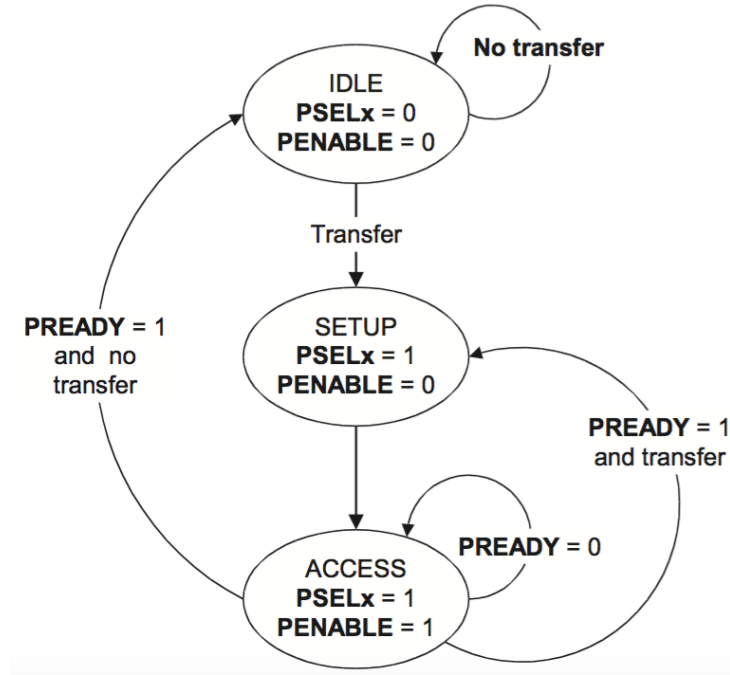 No transfer
IDLE
PSELx = 0
PENABLE = 0
Transfer
PREADY = 1
and no
transfer
SETUP
PSELx = 1
PENABLE = 0
PREADY = 1
and transfer
PREADY = 0
ACCESS
PSELx = 1
PENABLE = 1